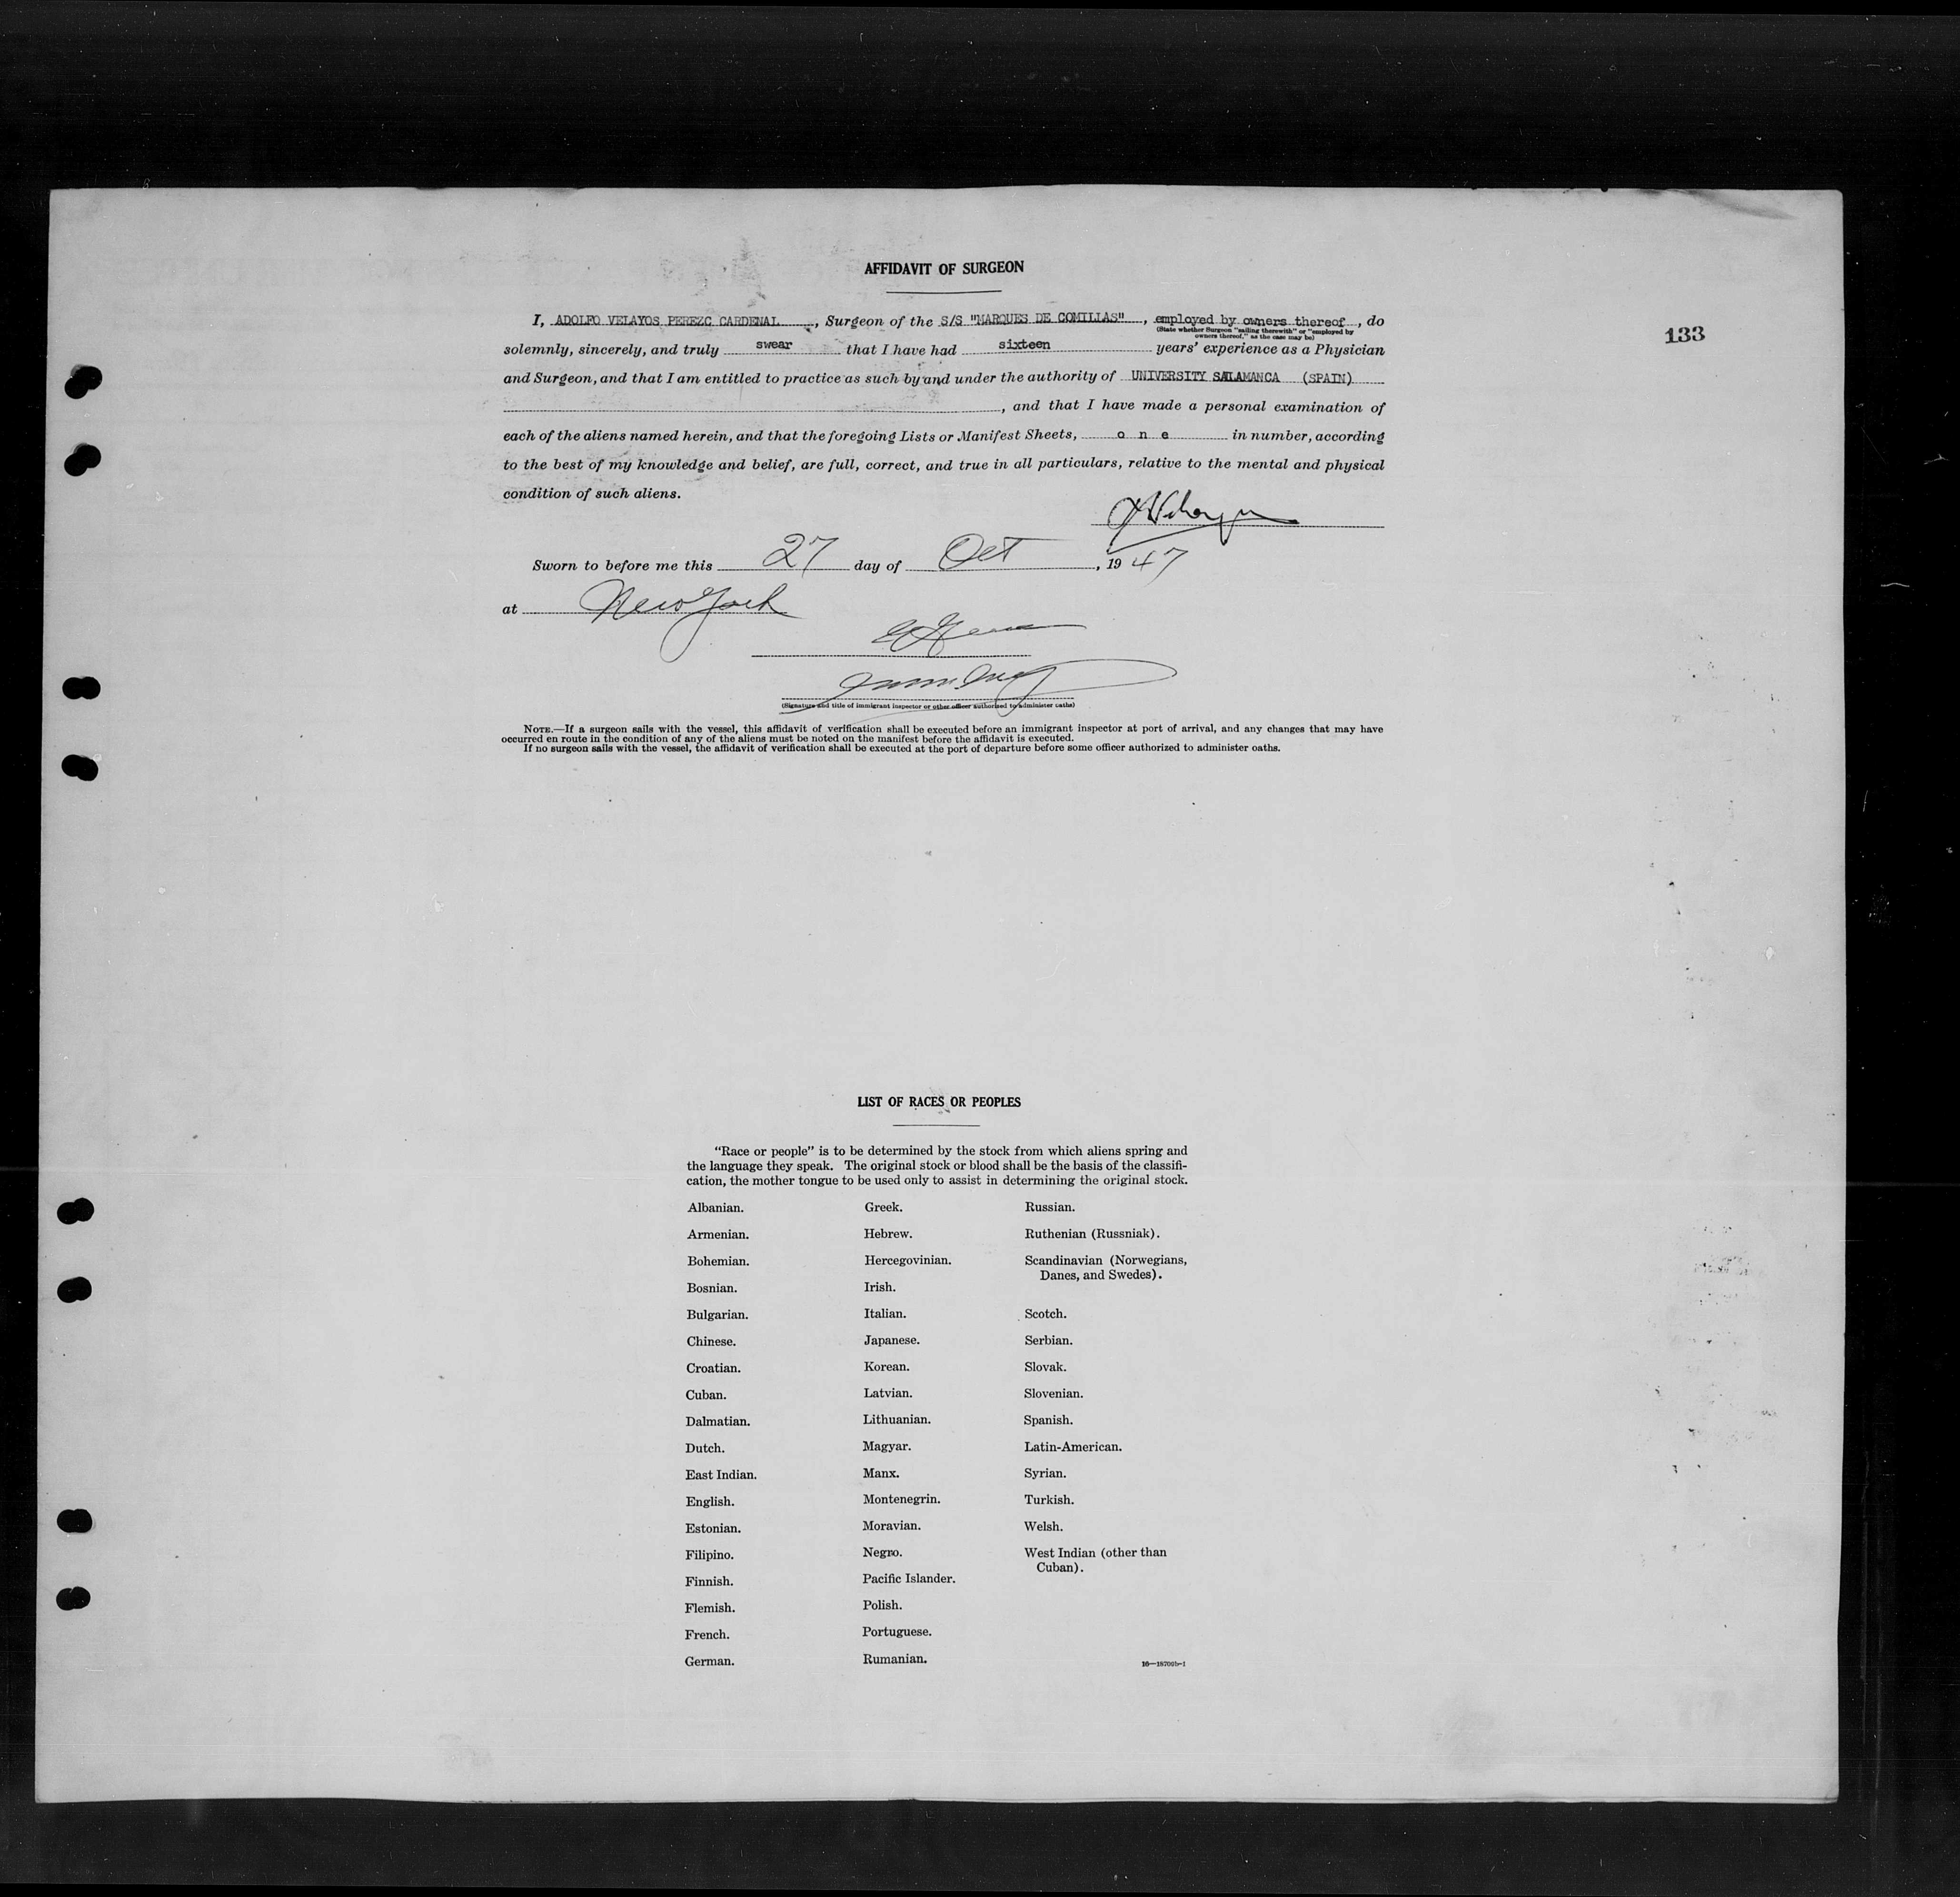 AFFIDAVIT OF SURGEON
133
I, ADOLFO VELAYOS PEREZC CARDENAL, Surgeon of the S/S "MARQUES DE COMILLAS", employed by owners thereof, do
(State whether Surgeon "sailing therewith" or "employed by
owners thereof," as the case may be)
solemnly, sincerely, and truly swear that I have had sixteen years' experience as a Physician
and Surgeon, and that I am entitled to practice as such by and under the authority of UNIVERSITY SALAMANCA (SPAIN)
, and that I have made a personal examination of
each of the aliens named herein, and that the foregoing Lists or Manifest Sheets, o n e in number, according
to the best of my knowledge and belief, are full, correct, and true in all particulars, relative to the mental and physical
condition of such aliens.
Sworn to before me this 27 day of Oct, 1947
at New York
(Signature and title of immigrant inspector or other officer authorized to administer oaths)
NOTE.—If a surgeon sails with the vessel, this affidavit of verification shall be executed before an immigrant inspector at port of arrival, and any changes that may have
occurred en route in the condition of any of the aliens must be noted on the manifest before the affidavit is executed.
If no surgeon sails with the vessel, the affidavit of verification shall be executed at the port of departure before some officer authorized to administer oaths.
LIST OF RACES OR PEOPLES
"Race or people" is to be determined by the stock from which aliens spring and
the language they speak. The original stock or blood shall be the basis of the classifi-
cation, the mother tongue to be used only to assist in determining the original stock.
Albanian.
Armenian.
Bohemian.
Bosnian.
Bulgarian.
Chinese.
Croatian.
Cuban.
Dalmatian.
Dutch.
East Indian.
English.
Estonian.
Filipino.
Finnish.
Flemish.
French.
German.
Greek.
Hebrew.
Hercegovinian.
Irish.
Italian.
Japanese.
Korean.
Latvian.
Lithuanian.
Magyar.
Manx.
Montenegrin.
Moravian.
Negro.
Pacific Islander.
Polish.
Portuguese.
Rumanian.
Russian.
Ruthenian (Russniak).
Scandinavian (Norwegians,
Danes, and Swedes).
Scotch.
Serbian.
Slovak.
Slovenian.
Spanish.
Latin-American.
Syrian.
Turkish.
Welsh.
West Indian (other than
Cuban).